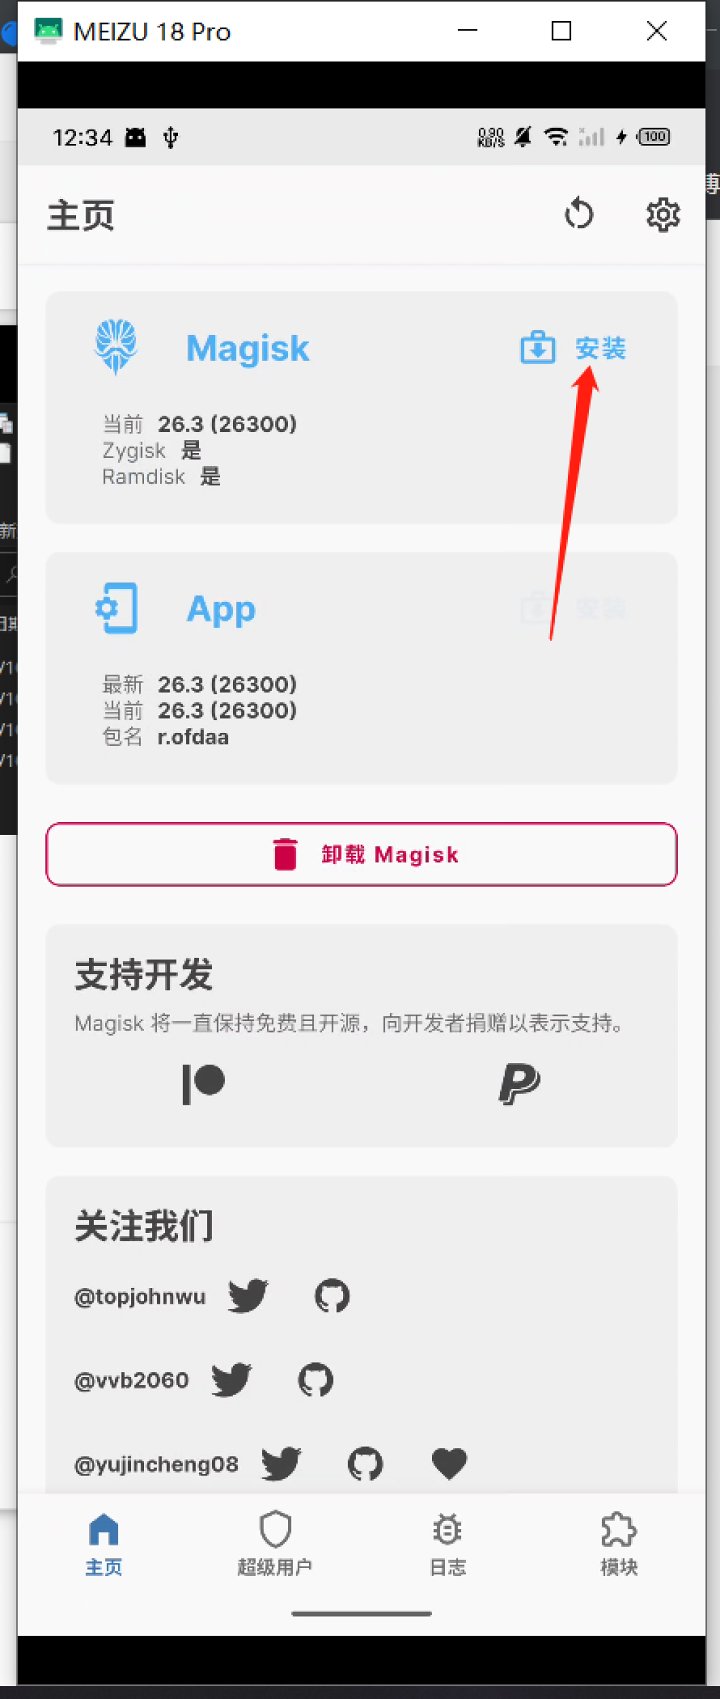 MEIZU 18 Pro
12:34
0.90 KB/S
100
主页
Magisk 安装
当前 26.3 (26300)
Zygisk 是
Ramdisk 是
App 安装
最新 26.3 (26300)
当前 26.3 (26300)
包名 r.ofdaa
卸载 Magisk
支持开发
Magisk 将一直保持免费且开源，向开发者捐赠以表示支持。
关注我们
@topjohnwu
@vvb2060
@yujincheng08
主页 超级用户 日志 模块